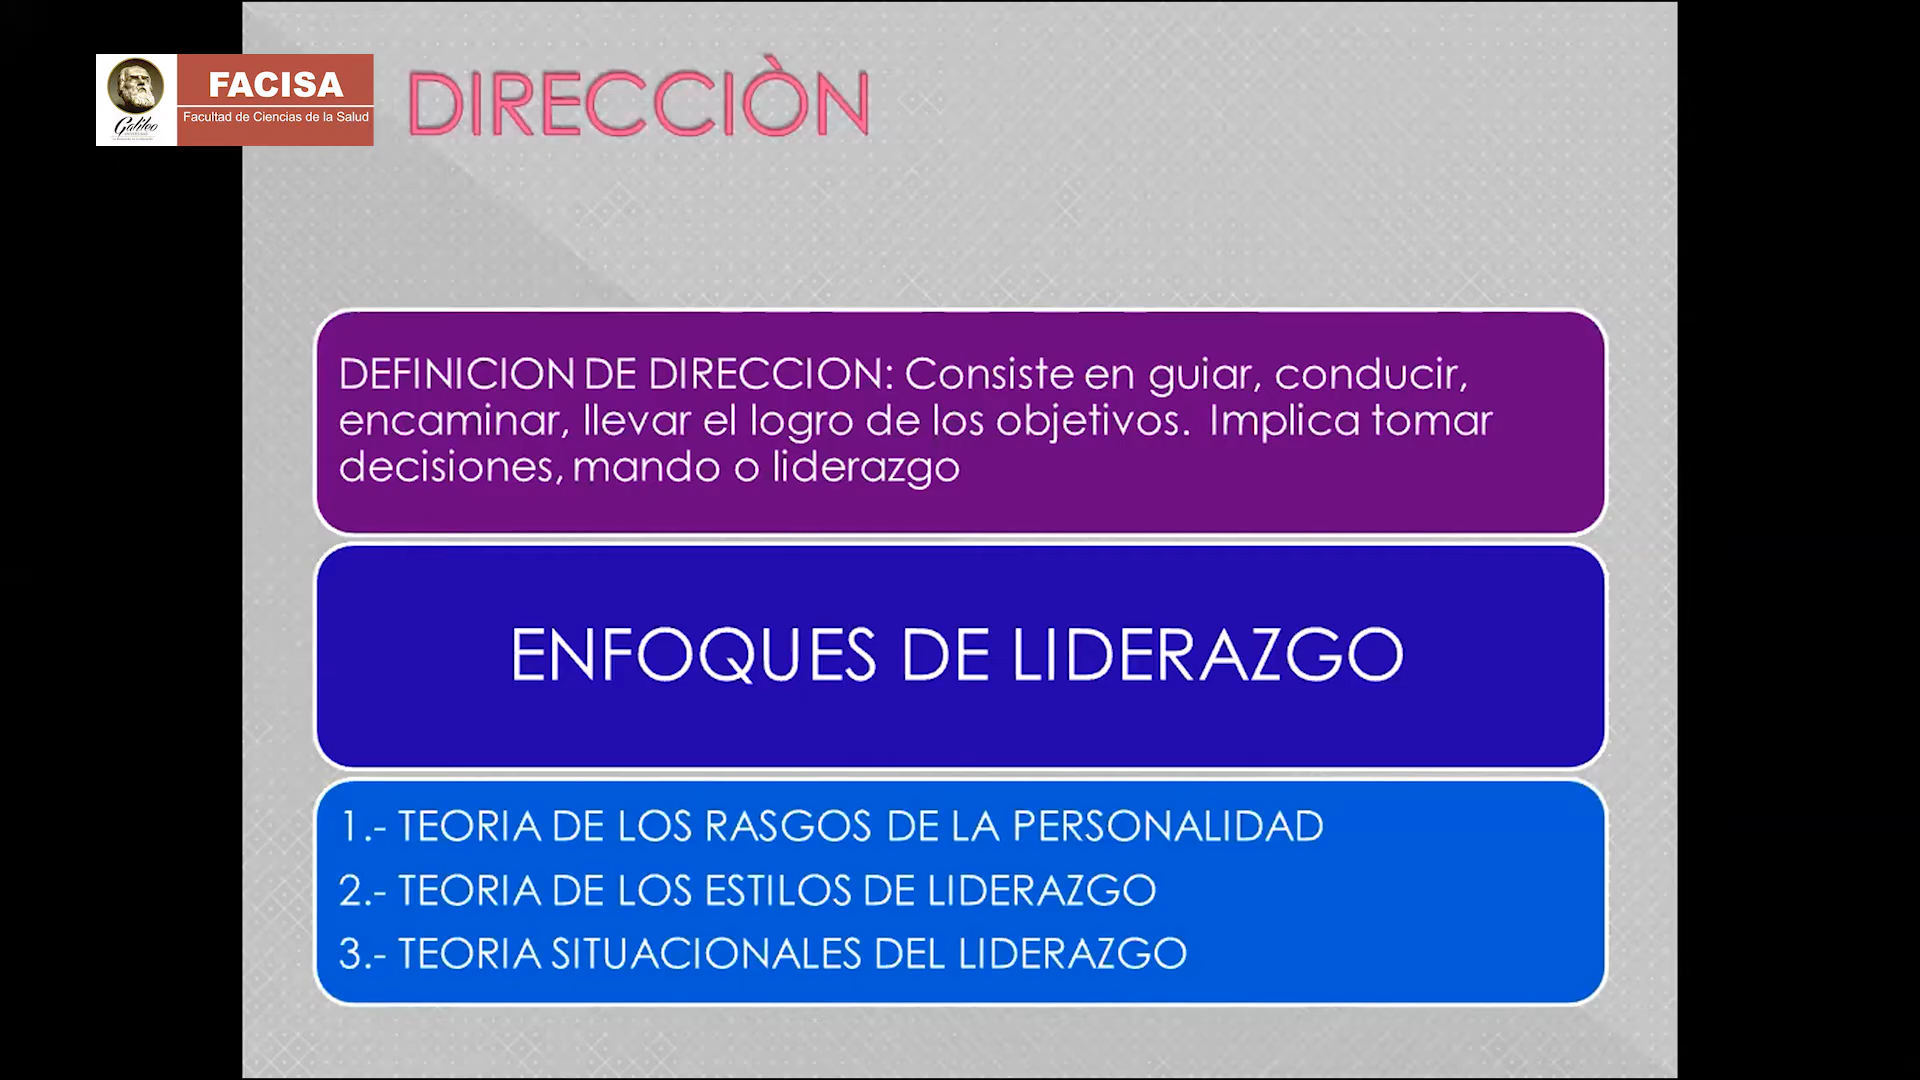 FACISA
Galileo
Facultad de Ciencias de la Salud
DIRECCIÒN
DEFINICION DE DIRECCION: Consiste en guiar, conducir,
encaminar, llevar el logro de los objetivos. Implica tomar
decisiones, mando o liderazgo
ENFOQUES DE LIDERAZGO
1.- TEORIA DE LOS RASGOS DE LA PERSONALIDAD
2.- TEORIA DE LOS ESTILOS DE LIDERAZGO
3.- TEORIA SITUACIONALES DEL LIDERAZGO